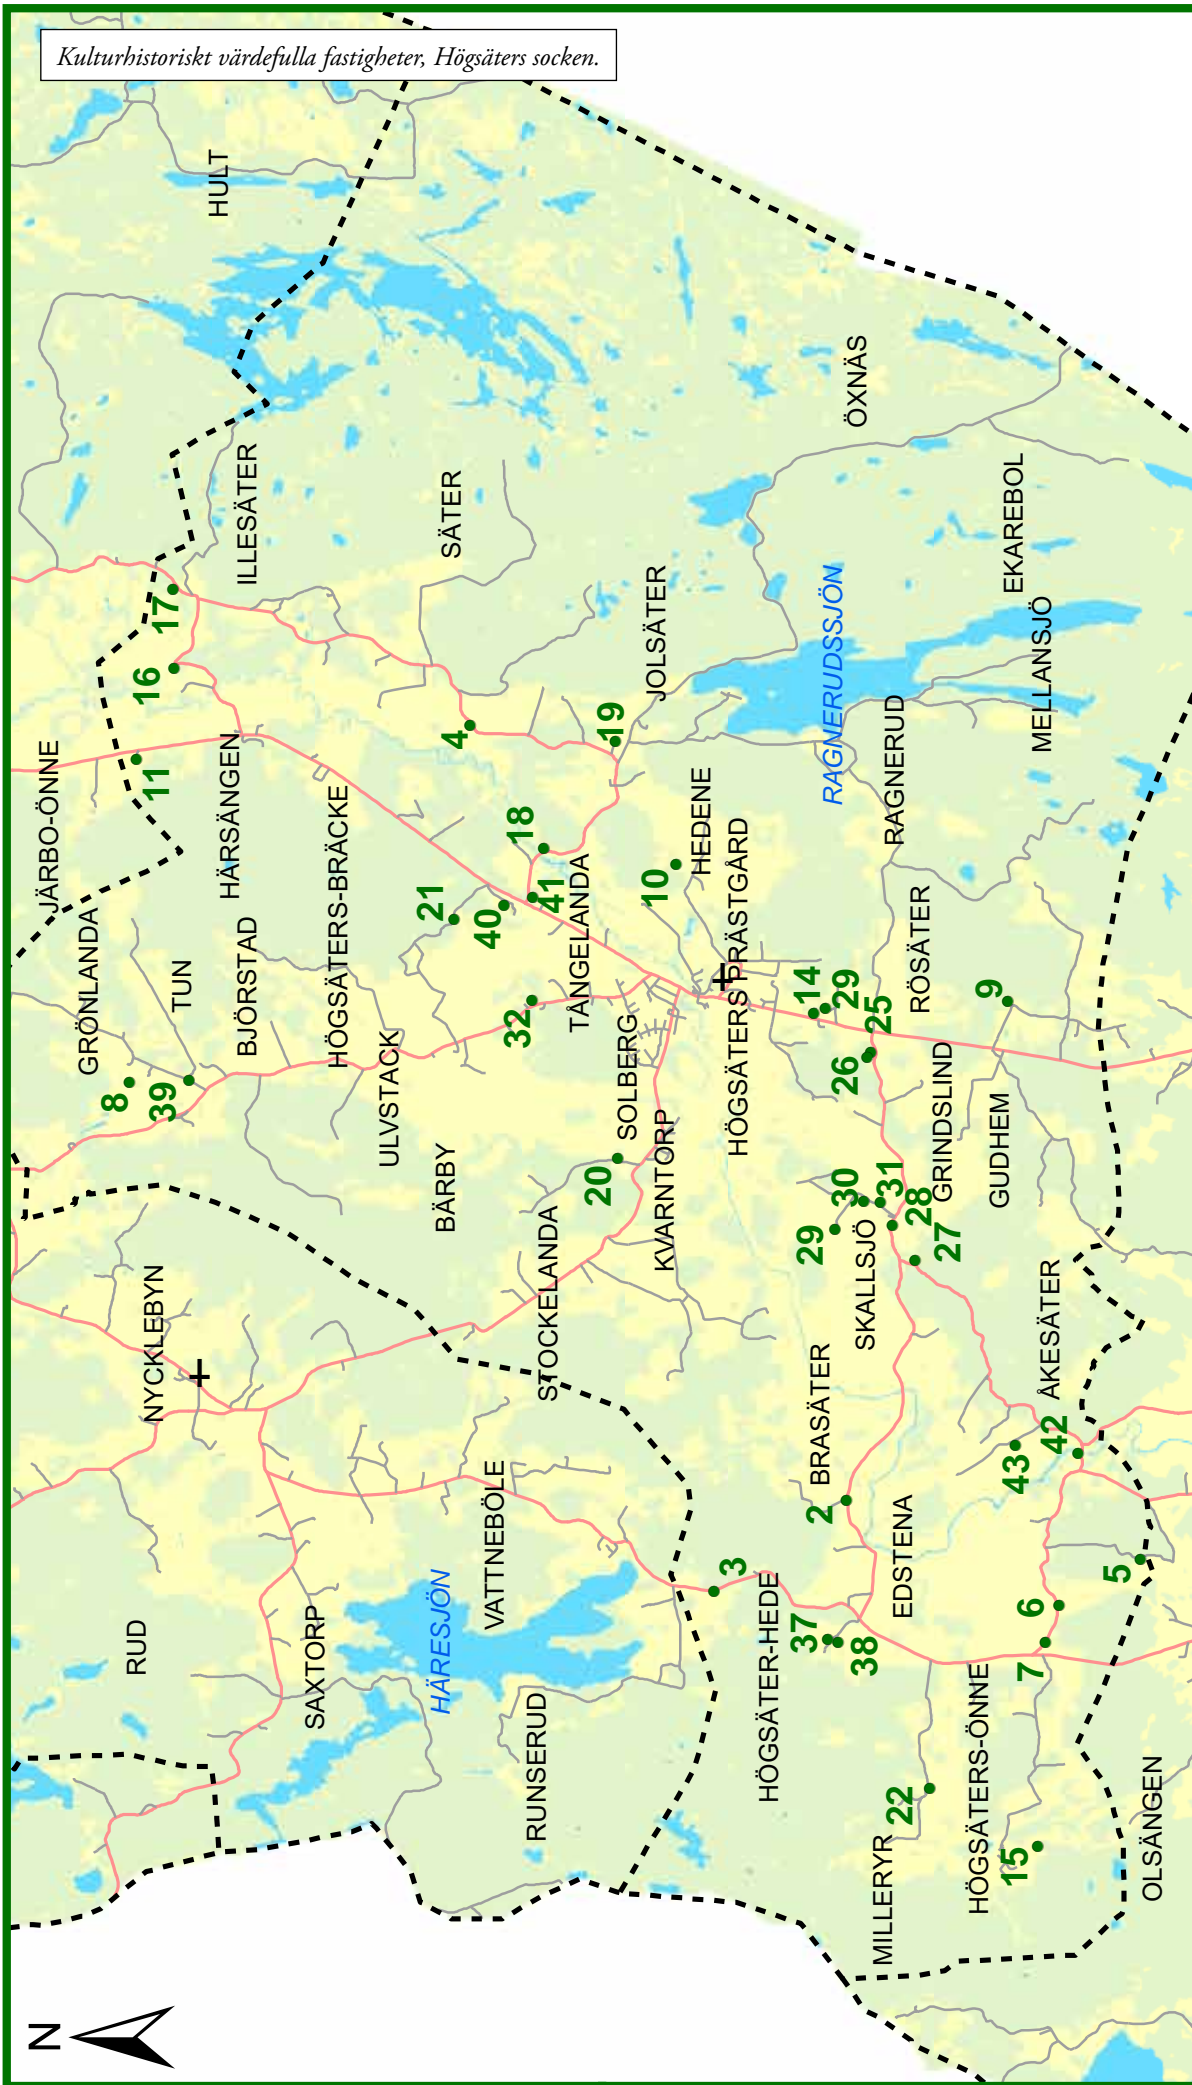 Kulturhistoriskt värdefulla fastigheter, Högsäters socken.
HULT
ILLESÄTER
SÄTER
ÖXNÄS
EKAREBOL
MELLANSJÖ
JOLSÄTER
RAGNERUDSSJÖN
RAGNERUD
17
16
11
4
19
18
JÄRBO-ÖNNE
HÄRSÄNGEN
HÖGSÄTERS-BRÄCKE
21
40
41
TÅNGELANDA
10
HEDENE
HÖGSÄTERS PRÄSTGÅRD
GRÖNLANDA
TUN
BJÖRSTAD
ULVSTACK
32
SOLBERG
14
29
25
26
RÖSÄTER
9
8
39
BÄRBY
20
KVARNTORP
STOCKELANDA
GRINDSLIND
GUDHEM
30
31
29
28
27
SKALLSJÖ
ÅKESÄTER
NYCKLEBYN
BRASÄTER
2
43
42
VATTNEBÖLE
EDSTENA
3
5
6
7
RUD
SAXTORP
HÄRESJÖN
HÖGSÄTER-HEDE
37
38
RUNSERUD
HÖGSÄTERS-ÖNNE
22
MILLERYR
15
OLSÄNGEN
N